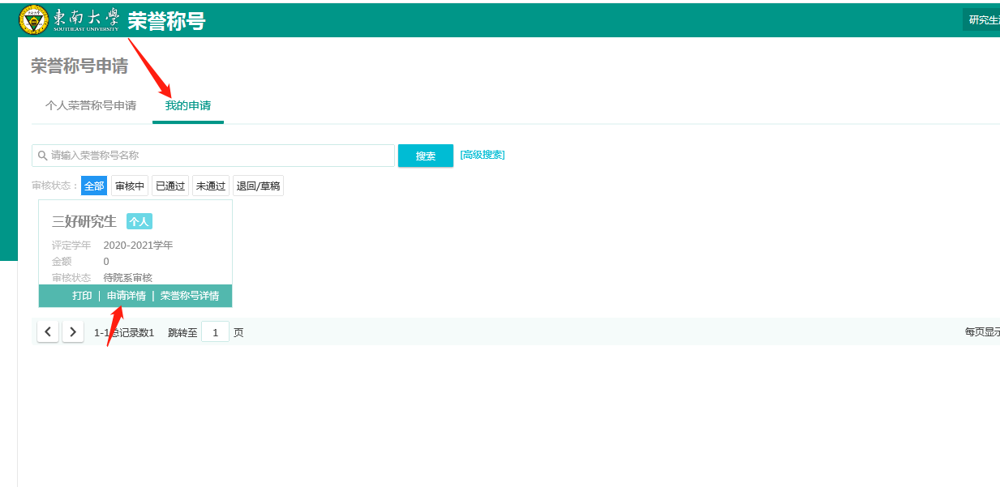 東南大學 荣誉称号
SOUTHEAST UNIVERSITY
研究生
荣誉称号申请
个人荣誉称号申请 我的申请
请输入荣誉称号名称 搜索 [高级搜索]
审核状态： 全部 审核中 已通过 未通过 退回/草稿
三好研究生 个人
评定学年 2020-2021学年
金额 0
审核状态 待院系审核
打印 | 申请详情 | 荣誉称号详情
1-1总记录数1 跳转至 1 页 每页显示